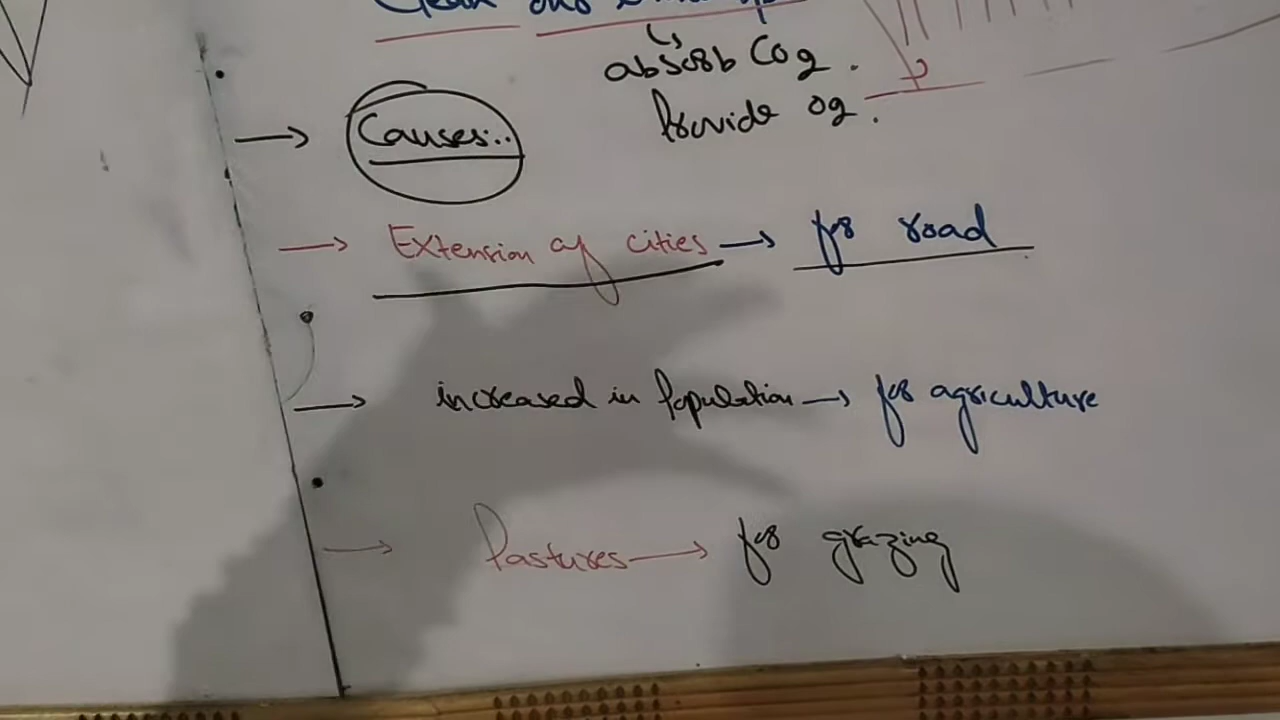 absorb CO2.
Provide O2.
→ Causes:..
→ Extension of cities → for road
→ increased in Population → for agriculture
→ Pastures → for grazing